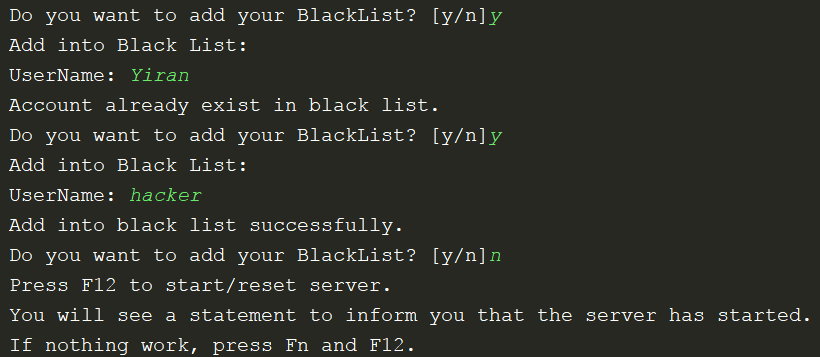 Do you want to add your BlackList? [y/n]y
Add into Black List:
UserName: Yiran
Account already exist in black list.
Do you want to add your BlackList? [y/n]y
Add into Black List:
UserName: hacker
Add into black list successfully.
Do you want to add your BlackList? [y/n]n
Press F12 to start/reset server.
You will see a statement to inform you that the server has started.
If nothing work, press Fn and F12.